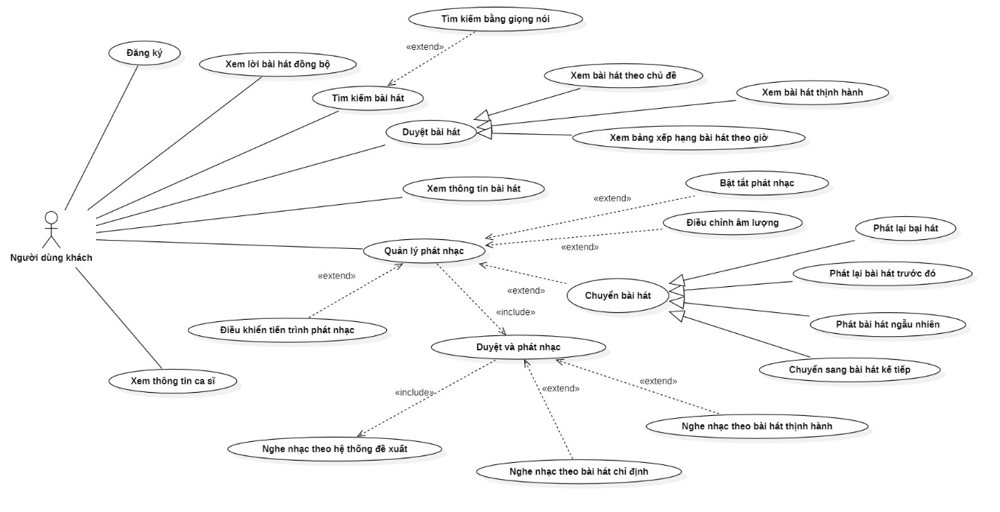 Tìm kiếm bằng giọng nói
«extend»
Đăng ký
Xem lời bài hát đồng bộ
Tìm kiếm bài hát
Xem bài hát theo chủ đề
Xem bài hát thịnh hành
Duyệt bài hát
Xem bảng xếp hạng bài hát theo giờ
Xem thông tin bài hát
Bật tắt phát nhạc
«extend»
Điều chỉnh âm lượng
«extend»
Phát lại bại hát
Người dùng khách
Quản lý phát nhạc
«extend»
«extend»
Phát lại bài hát trước đó
Chuyển bài hát
«include»
Phát bài hát ngẫu nhiên
Điều khiển tiến trình phát nhạc
Duyệt và phát nhạc
Chuyển sang bài hát kế tiếp
Xem thông tin ca sĩ
«include»
«extend»
«extend»
Nghe nhạc theo bài hát thịnh hành
Nghe nhạc theo hệ thống đề xuất
Nghe nhạc theo bài hát chỉ định